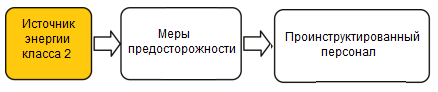 Источник
энергии
класса 2
Меры
предосторожности
Проинструктированный
персонал